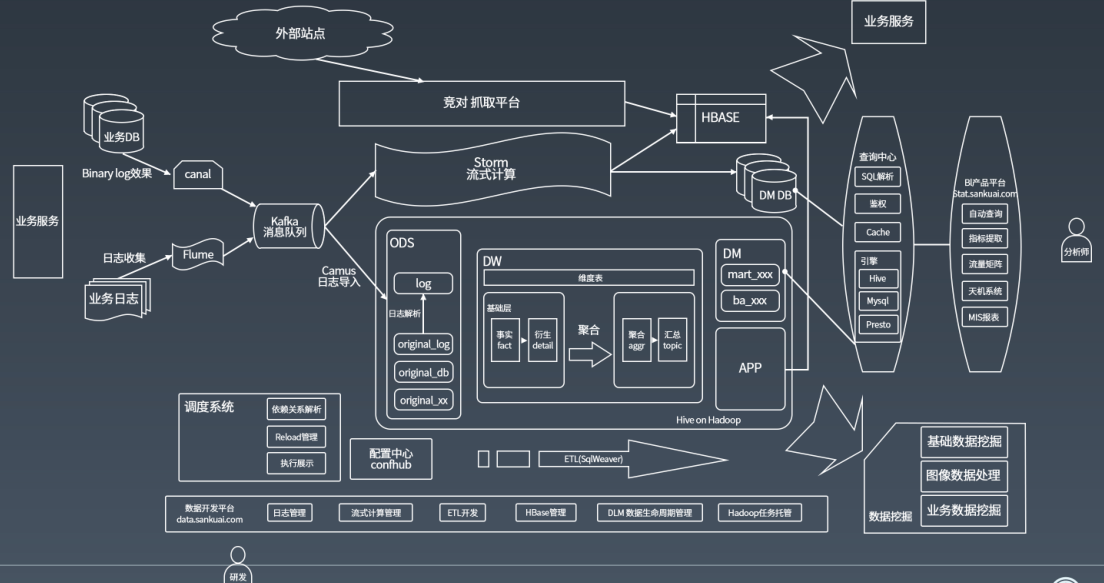 外部站点
业务服务
竞对 抓取平台
HBASE
业务DB
Binary log效果
canal
Storm
流式计算
DM DB
业务服务
Kafka
消息队列
日志收集
Flume
业务日志
Camus
日志导入
ODS
log
日志解析
original_log
original_db
original_xx
DW
维度表
基础层
事实
fact
衍生
detail
聚合
聚合
aggr
汇总
topic
DM
mart_xxx
ba_xxx
APP
Hive on Hadoop
查询中心
SQL解析
鉴权
Cache
引擎
Hive
Mysql
Presto
BI产品平台
Stat.sankuai.com
自动查询
指标提取
流量矩阵
天机系统
MIS报表
分析师
调度系统
依赖关系解析
Reload管理
执行展示
配置中心
confhub
ETL(SqlWeaver)
基础数据挖掘
图像数据处理
业务数据挖掘
数据挖掘
数据开发平台
data.sankuai.com
日志管理
流式计算管理
ETL开发
HBase管理
DLM 数据生命周期管理
Hadoop任务托管
研发